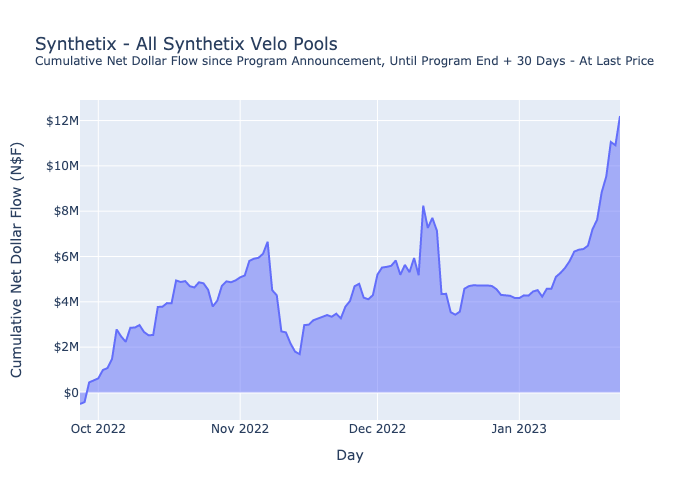 Synthetix - All Synthetix Velo Pools
Cumulative Net Dollar Flow since Program Announcement, Until Program End + 30 Days - At Last Price
Cumulative Net Dollar Flow (N$F)
$12M
$10M
$8M
$6M
$4M
$2M
$0
Oct 2022
Nov 2022
Dec 2022
Jan 2023
Day